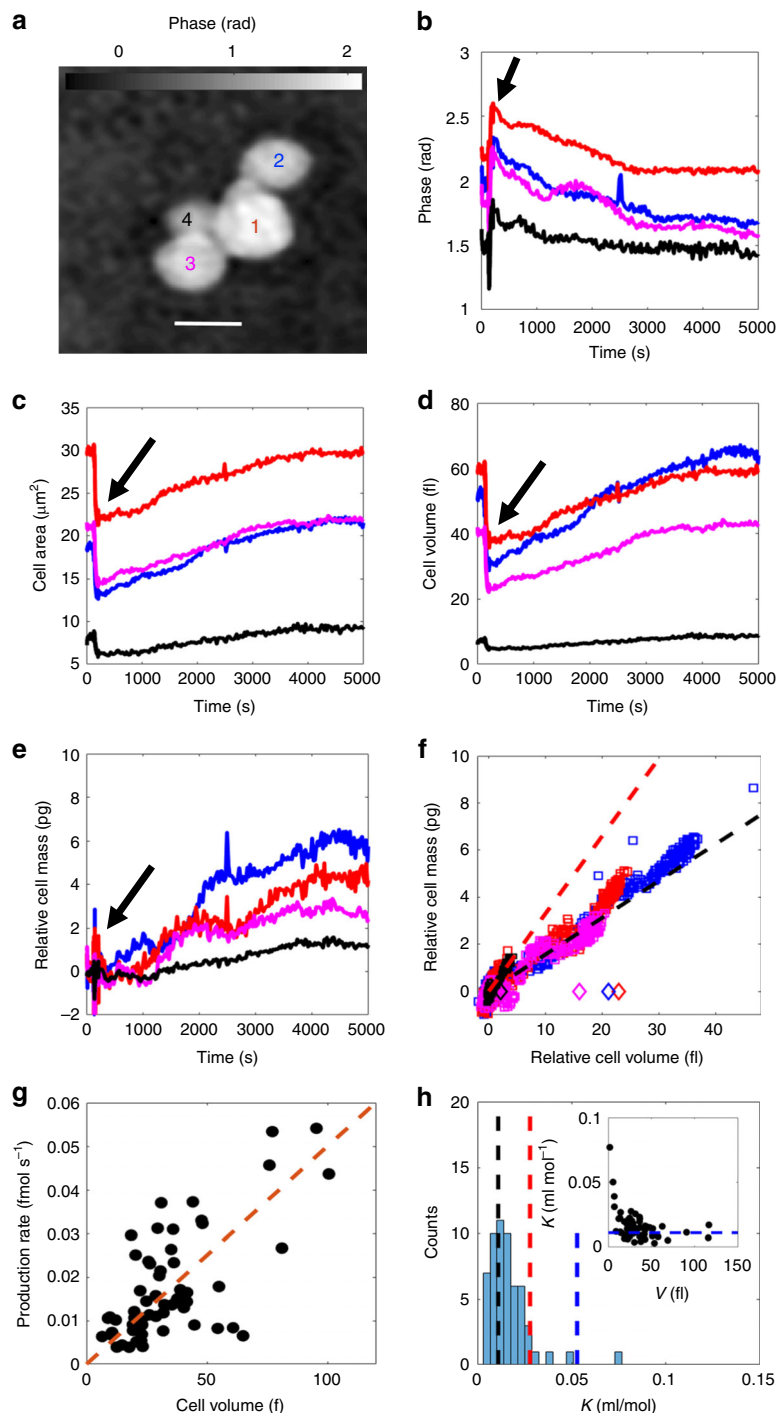 a
Phase (rad)
0 1 2
1
2
3
4
b
Phase (rad)
3
2.5
2
1.5
1
0 1000 2000 3000 4000 5000
Time (s)
c
Cell area (μm²)
35
30
25
20
15
10
5
0 1000 2000 3000 4000 5000
Time (s)
d
Cell volume (fl)
80
60
40
20
0
0 1000 2000 3000 4000 5000
Time (s)
e
Relative cell mass (pg)
10
8
6
4
2
0
−2
0 1000 2000 3000 4000 5000
Time (s)
f
Relative cell mass (pg)
10
8
6
4
2
0
0 10 20 30 40
Relative cell volume (fl)
g
Production rate (fmol s⁻¹)
0.06
0.05
0.04
0.03
0.02
0.01
0
0 50 100
Cell volume (f)
h
Counts
20
15
10
5
0
0 0.05 0.1 0.15
K (ml/mol)
K (ml mol⁻¹)
0.1
0.05
0
0 50 100 150
V (fl)